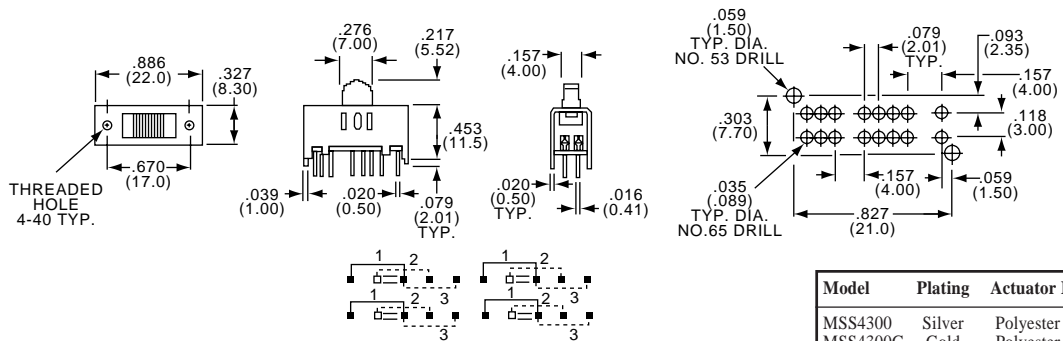 .886
(22.0)
.327
(8.30)
.670
(17.0)
THREADED
HOLE
4-40 TYP.
.276
(7.00)
.217
(5.52)
.453
(11.5)
.039
(1.00)
.020
(0.50)
.079
(2.01)
TYP.
.157
(4.00)
.020
(0.50)
TYP.
.016
(0.41)
.059
(1.50)
TYP. DIA.
NO. 53 DRILL
.079
(2.01)
TYP.
.093
(2.35)
.157
(4.00)
.303
(7.70)
.118
(3.00)
.035
(.089)
TYP. DIA.
NO.65 DRILL
.157
(4.00)
.059
(1.50)
.827
(21.0)
1 2 3
1 2 3
1 2 3
1 2 3
Model Plating Actuator
MSS4300 Silver Polyester
MSS4300G Gold Polyester